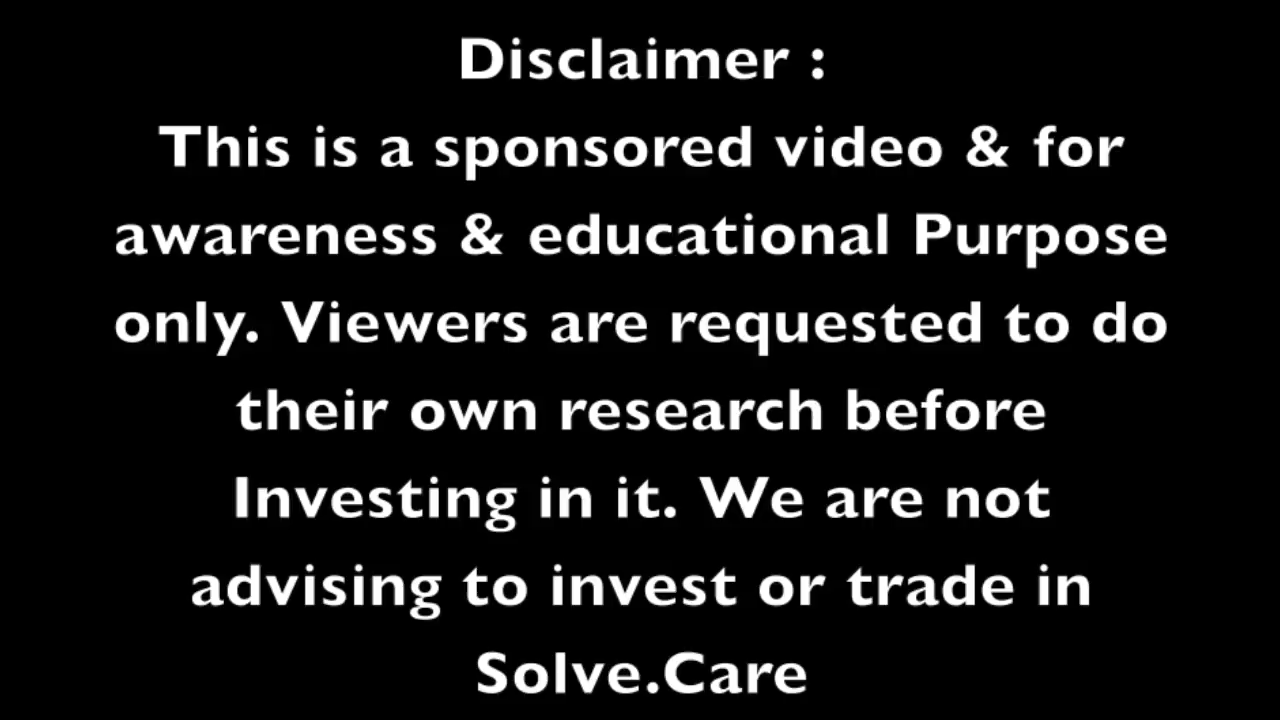 Disclaimer :
This is a sponsored video & for
awareness & educational Purpose
only. Viewers are requested to do
their own research before
Investing in it. We are not
advising to invest or trade in
Solve.Care